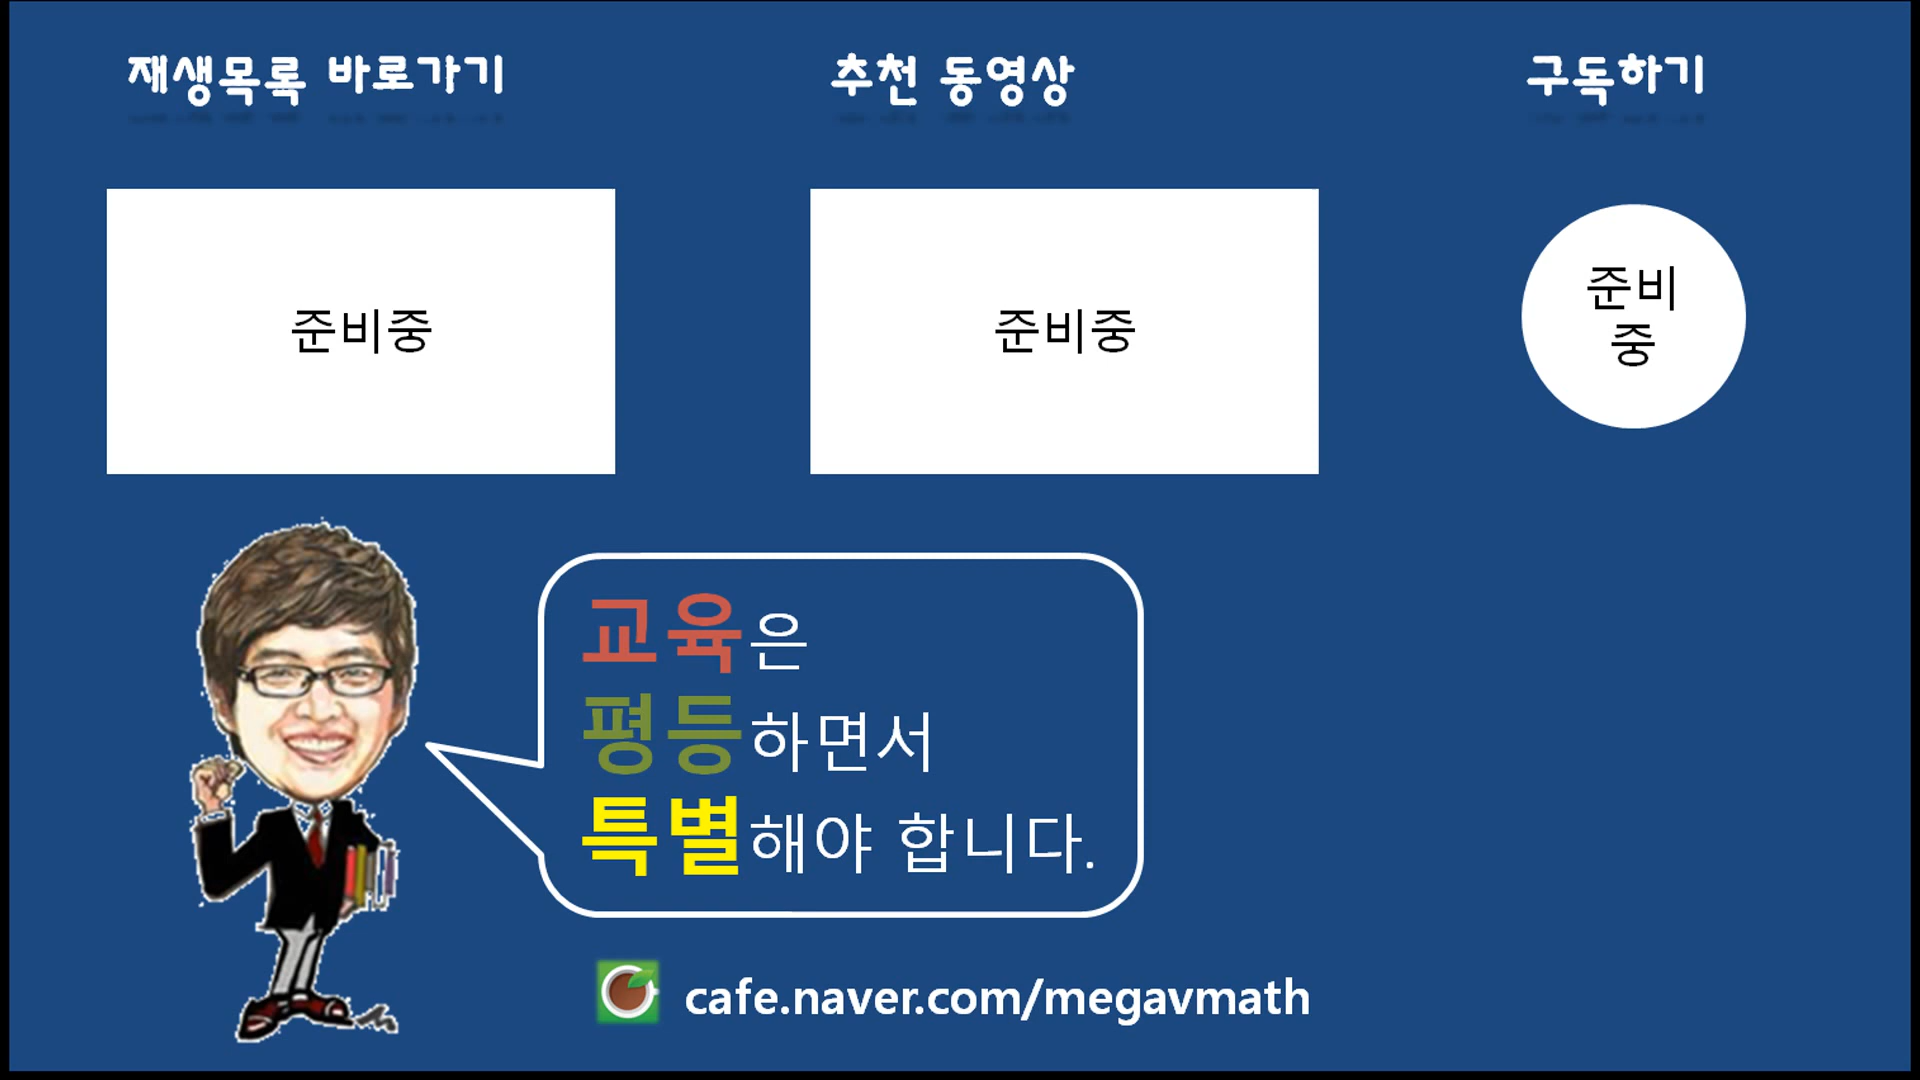 재생목록 바로가기
추천 동영상
구독하기
준비중
준비중
준비
중
교육은
평등하면서
특별해야 합니다.
cafe.naver.com/megavmath